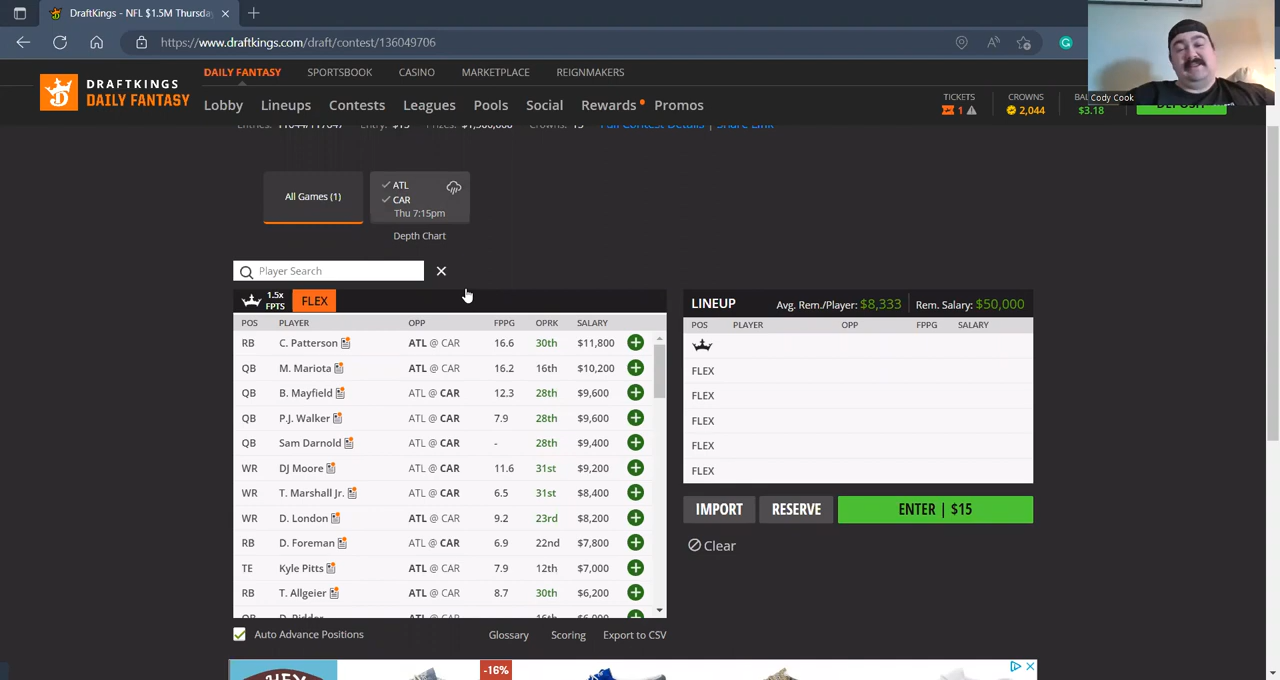 DraftKings - NFL $1.5M Thursda
https://www.draftkings.com/draft/contest/136049706
DAILY FANTASY SPORTSBOOK CASINO MARKETPLACE REIGNMAKERS
DRAFTKINGS
DAILY FANTASY
Lobby Lineups Contests Leagues Pools Social Rewards Promos
TICKETS CROWNS
1 2,044 $3.18
Cody Cook
Full Contest Details | Share Link
All Games (1)
ATL
CAR
Thu 7:15pm
Depth Chart
Player Search
1.5x
FPTS
FLEX
POS PLAYER OPP FPPG OPRK SALARY
RB C. Patterson ATL @ CAR 16.6 30th $11,800
QB M. Mariota ATL @ CAR 16.2 16th $10,200
QB B. Mayfield ATL @ CAR 12.3 28th $9,600
QB P.J. Walker ATL @ CAR 7.9 28th $9,600
QB Sam Darnold ATL @ CAR - 28th $9,400
WR DJ Moore ATL @ CAR 11.6 31st $9,200
WR T. Marshall Jr. ATL @ CAR 6.5 31st $8,400
WR D. London ATL @ CAR 9.2 23rd $8,200
RB D. Foreman ATL @ CAR 6.9 22nd $7,800
TE Kyle Pitts ATL @ CAR 7.9 12th $7,000
RB T. Allgeier ATL @ CAR 8.7 30th $6,200
Auto Advance Positions
Glossary Scoring Export to CSV
LINEUP Avg. Rem./Player: $8,333 Rem. Salary: $50,000
POS PLAYER OPP FPPG SALARY
FLEX
FLEX
FLEX
FLEX
FLEX
IMPORT RESERVE ENTER | $15
Clear
-16%